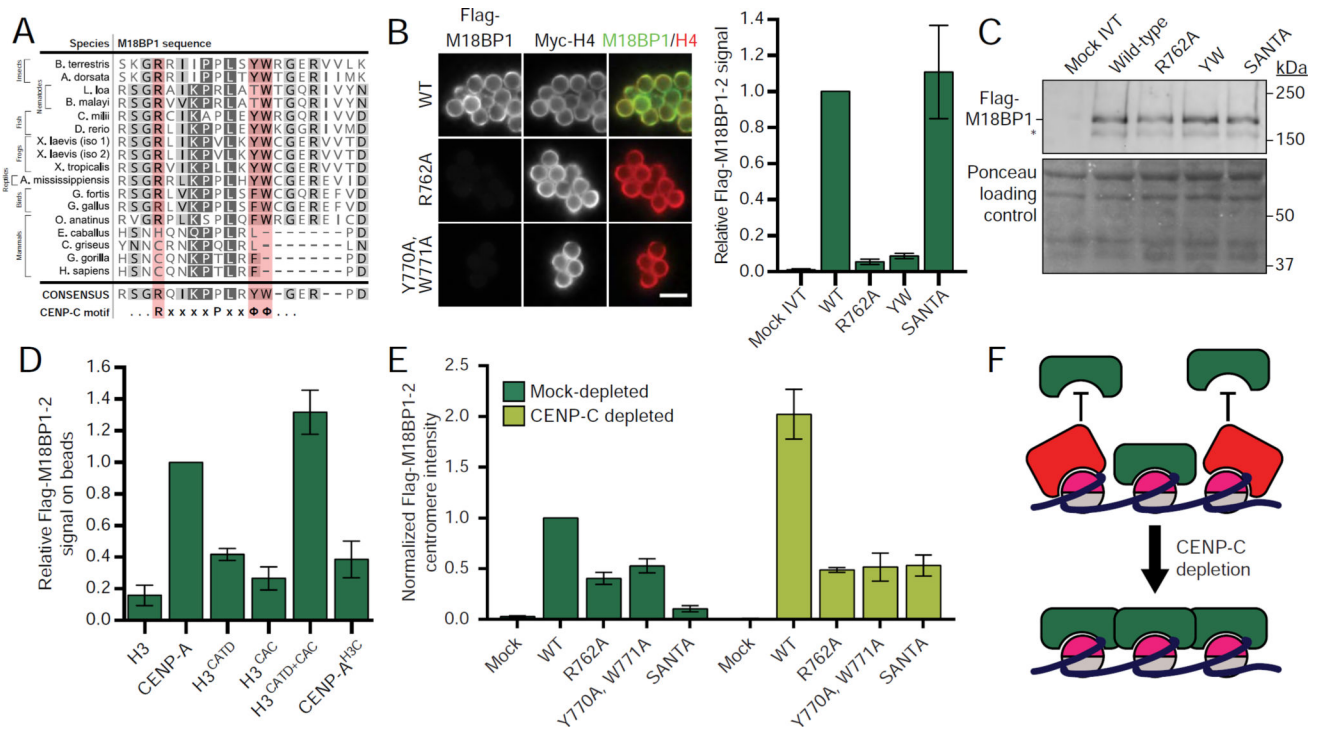 A
Species M18BP1 sequence
Insects
B. terrestris S K G R R I I P P L S Y W R G E R V V L K
A. dorsata
Nematodes
L. loa
B. malayi R S G R V V K P R L A T W T G Q R I V Y N
Fish
C. milii
D. rerio
Frogs
X. laevis (iso 1)
X. laevis (iso 2)
X. tropicalis
Reptiles
A. mississippiensis
Birds
G. fortis
G. gallus
Mammals
O. anatinus R V G R P L K S P Q L F W R G E R E I C D
E. caballus H S N C R H Q N Q P P L R L - - - - - - L N
C. griseus
G. gorilla
H. sapiens
CONSENSUS R S G R Q I K P P L R Y W - G E R - - P D
CENP-C motif . . . R x x x x P x x Φ Φ . . .
B
Flag-M18BP1
Myc-H4
M18BP1/H4
WT
R762A
Y770A, W771A
Relative Flag-M18BP1-2 signal
1.4
1.2
1.0
0.8
0.6
0.4
0.2
0.0
Mock IVT
WT
R762A
YW
SANTA
C
Mock IVT
Wild-type
R762A
YW
SANTA
kDa
Flag-
M18BP1
*
250
150
Ponceau
loading
control
50
37
D
Relative Flag-M18BP1-2
signal on beads
1.6
1.4
1.2
1.0
0.8
0.6
0.4
0.2
0.0
H3
CENP-A
H3CATD
H3CAC
H3CATD+CAC
CENP-AH3C
E
Normalized Flag-M18BP1-2
centromere intensity
2.5
2.0
1.5
1.0
0.5
0.0
Mock-depleted
CENP-C depleted
Mock
WT
R762A
Y770A, W771A
SANTA
Mock
WT
R762A
Y770A, W771A
SANTA
F
CENP-C
depletion